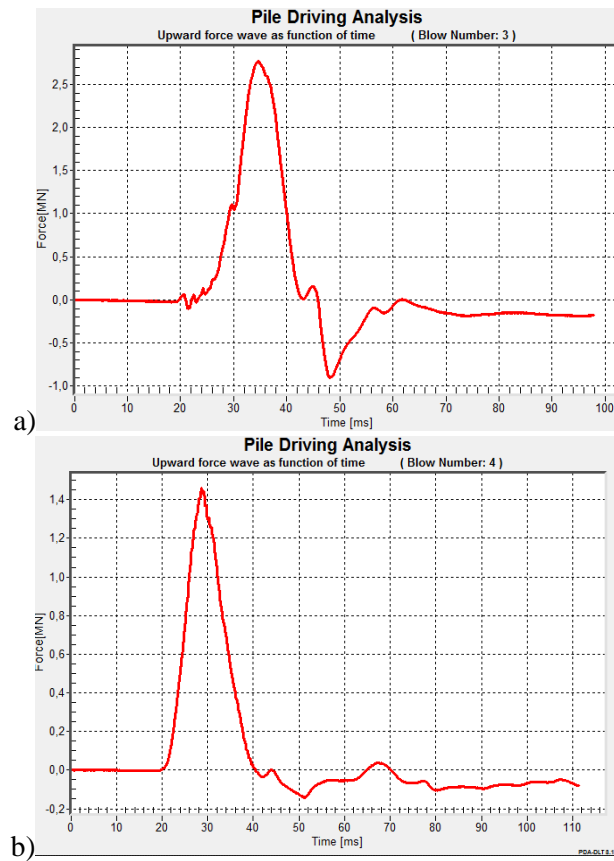 Pile Driving Analysis
Upward force wave as function of time ( Blow Number: 3 )
2,5
2,0
1,5
1,0
0,5
0,0
-0,5
-1,0
Force[MN]
0 10 20 30 40 50 60 70 80 90 100
Time [ms]
a)
Pile Driving Analysis
Upward force wave as function of time ( Blow Number: 4 )
1,4
1,2
1,0
0,8
0,6
0,4
0,2
0,0
-0,2
Force[MN]
0 10 20 30 40 50 60 70 80 90 100 110
Time [ms]
PDA-DLT 5.1
b)